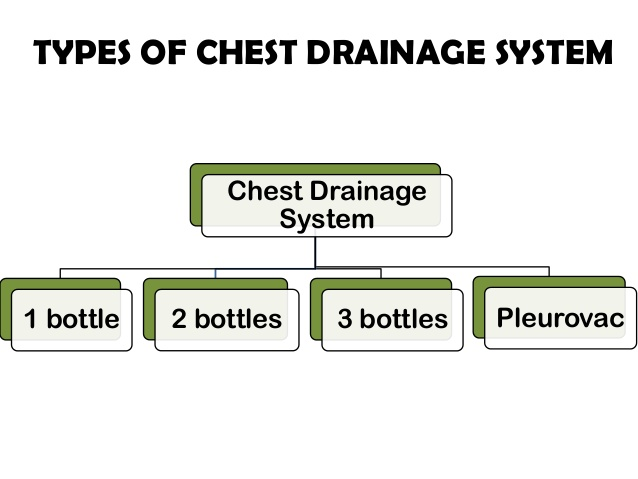 TYPES OF CHEST DRAINAGE SYSTEM
Chest Drainage
System
1 bottle
2 bottles
3 bottles
Pleurovac